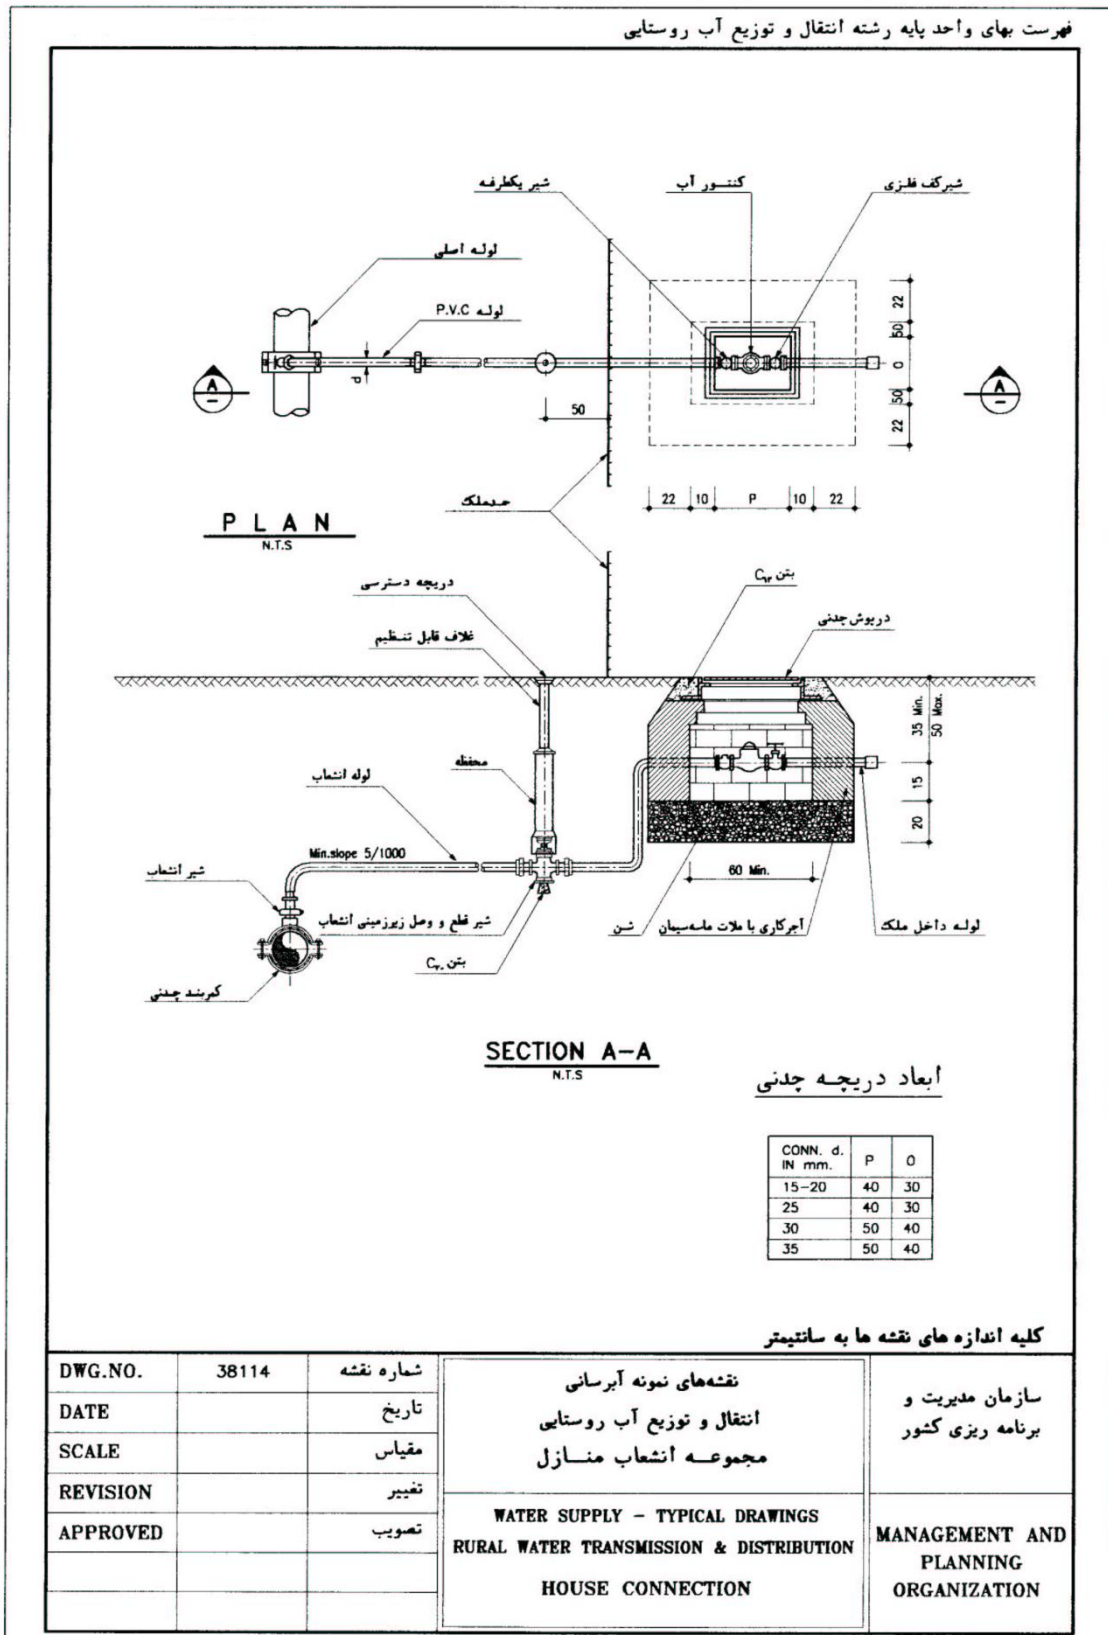 فهرست بهای واحد پایه رشته انتقال و توزیع آب روستایی
شیر یکطرفه
کنتور آب
شیرکف فلزی
لوله اصلی
لوله P.V.C
d
A
A
50
22
50
O
50
22
22
10
P
10
22
حدملک
PLAN
N.T.S
دریچه دسترسی
غلاف قابل تنظیم
محفظه
لوله انشعاب
Min.slope 5/1000
شیر انشعاب
شیر قطع و وصل زیرزمینی انشعاب
بتن C۲۰
کمربند چدنی
بتن C۱۲
درپوش چدنی
35 Min.
50 Max.
15
20
60 Min.
شن
آجرکاری با ملات ماسه‌سیمان
لوله داخل ملک
SECTION A-A
N.T.S
ابعاد دریچه چدنی
CONN. d. IN mm. P O
15-20 40 30
25 40 30
30 50 40
35 50 40
کلیه اندازه های نقشه ها به سانتیمتر
DWG.NO. 38114 شماره نقشه
DATE تاریخ
SCALE مقیاس
REVISION تغییر
APPROVED تصویب
نقشه‌های نمونه آبرسانی
انتقال و توزیع آب روستایی
مجموعه انشعاب منازل
WATER SUPPLY - TYPICAL DRAWINGS
RURAL WATER TRANSMISSION & DISTRIBUTION
HOUSE CONNECTION
سازمان مدیریت و
برنامه ریزی کشور
MANAGEMENT AND
PLANNING
ORGANIZATION